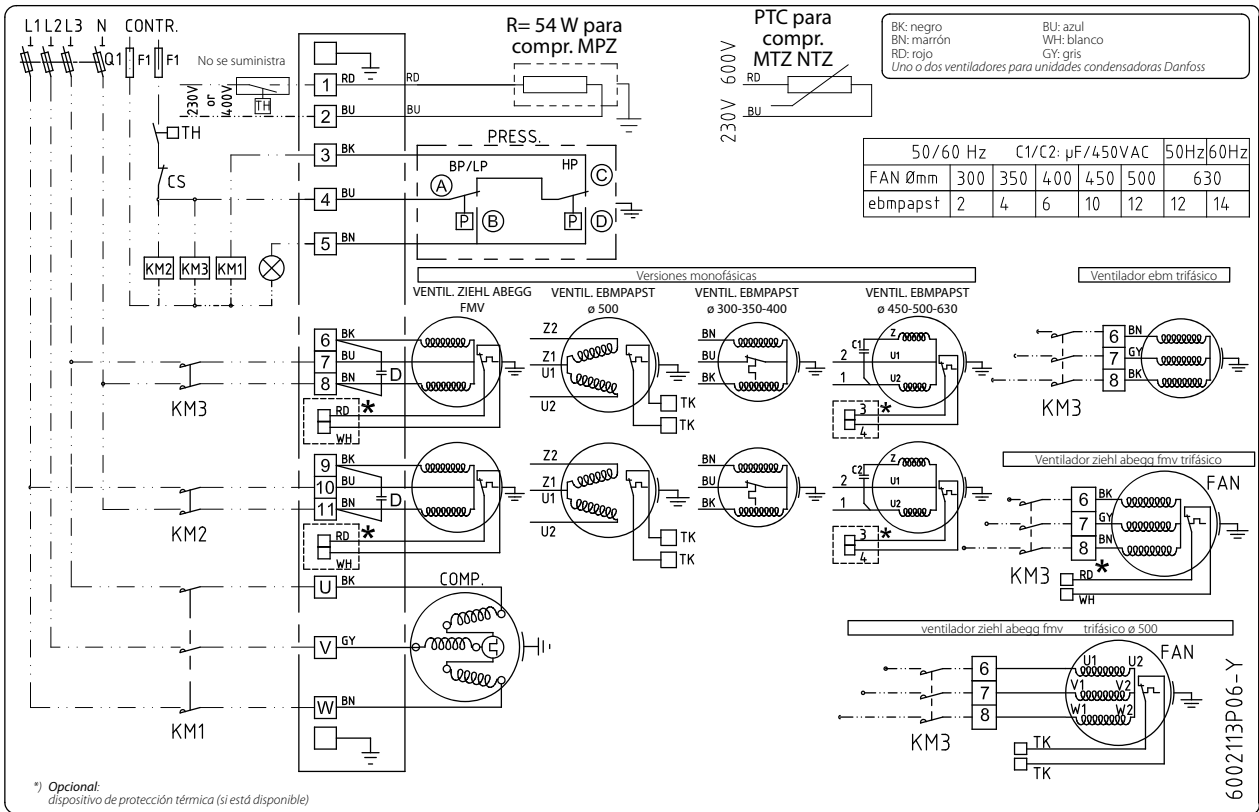 L1 L2 L3 N CONTR.
Q1 F1 F1
No se suministra
230V or 400V
TH
TH
CS
KM2 KM3 KM1
1 RD RD
2 BU BU
3 BK
4 BU
5 BN
R= 54 W para
compr. MPZ
PTC para
compr.
MTZ NTZ
230V 600V
RD
BU
BK: negro BU: azul
BN: marrón WH: blanco
RD: rojo GY: gris
Uno o dos ventiladores para unidades condensadoras Danfoss
PRESS.
BP/LP HP
A C
P B P D
50/60 Hz C1/C2: µF/450VAC 50Hz 60Hz
FAN Ømm 300 350 400 450 500 630
ebmpapst 2 4 6 10 12 12 14
Versiones monofásicas
VENTIL. ZIEHL ABEGG
FMV
VENTIL. EBMPAPST
ø 500
VENTIL. EBMPAPST
ø 300-350-400
VENTIL. EBMPAPST
ø 450-500-630
6 BK
7 BU
8 BN
D
RD *
WH
KM3
Z2
Z1
U1
U2
TK
TK
BN
BU
BK
C1 Z
2 U1
1 U2
3 *
4
9 BK
10 BU
11 BN
D
RD *
WH
KM2
Z2
Z1
U1
U2
TK
TK
BN
BU
BK
C2 Z
2 U1
1 U2
3 *
4
U BK
V GY
W BN
COMP.
KM1
Ventilador ebm trifásico
6 BN
7 GY
8 BK
KM3
Ventilador ziehl abegg fmv trifásico
FAN
6 BK
7 GY
8 BN
KM3
RD *
WH
ventilador ziehl abegg fmv trifásico ø 500
FAN
6 U1 U2
7 V1 V2
8 W1 W2
KM3
TK
TK
6002113P06-Y
*) Opcional:
dispositivo de protección térmica (si está disponible)